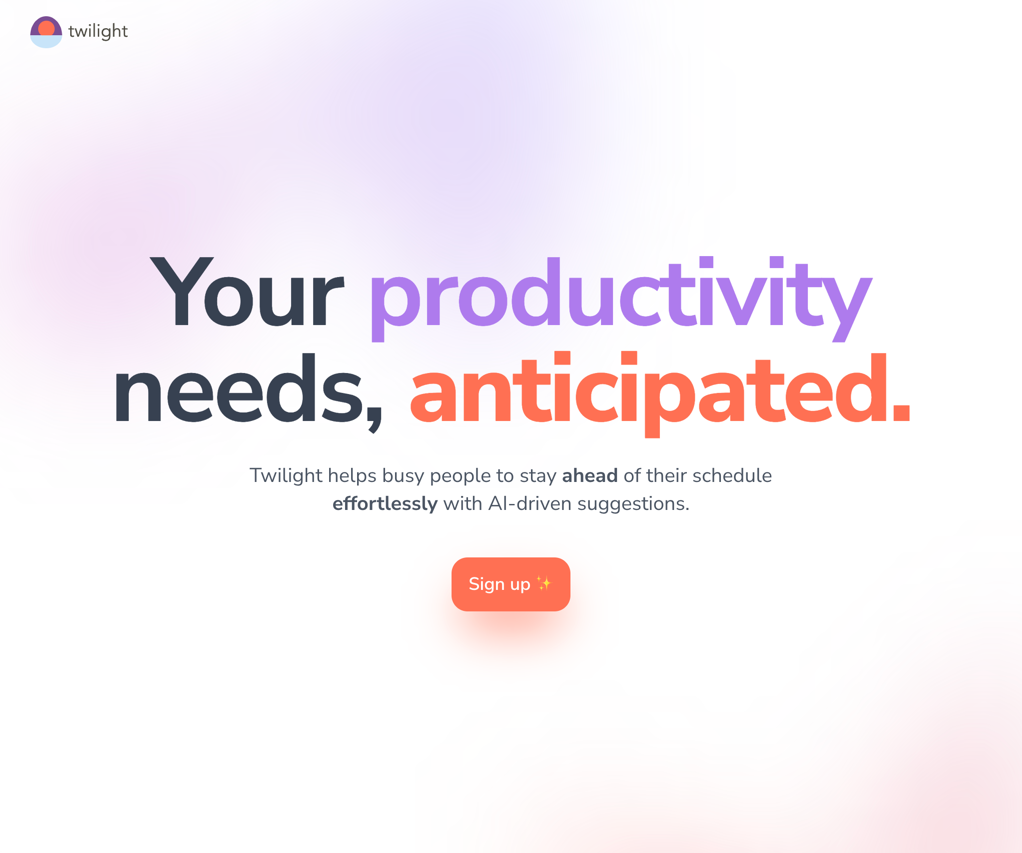 twilight
Your productivity
needs, anticipated.
Twilight helps busy people to stay ahead of their schedule
effortlessly with AI-driven suggestions.
Sign up ✨